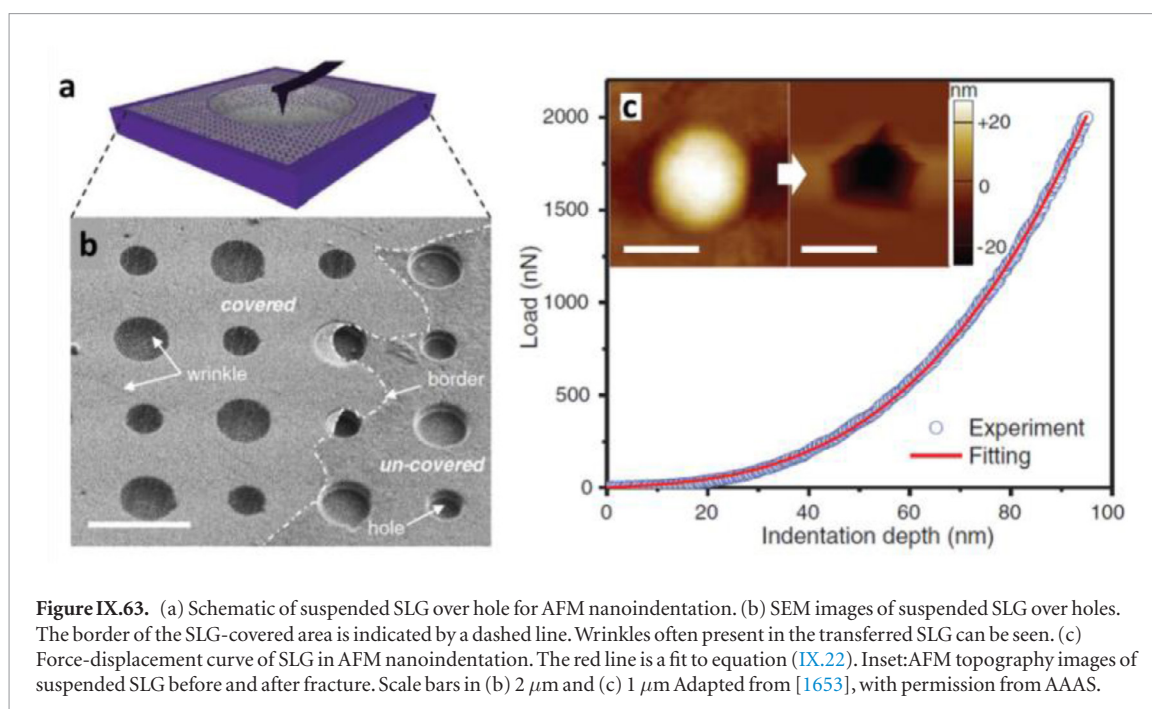 a
b
covered
wrinkle
border
un-covered
hole
c
nm
+20
0
-20
2000
1500
1000
500
0
Load (nN)
Experiment
Fitting
0
20
40
60
80
100
Indentation depth (nm)
Figure IX.63. (a) Schematic of suspended SLG over hole for AFM nanoindentation. (b) SEM images of suspended SLG over holes.
The border of the SLG-covered area is indicated by a dashed line. Wrinkles often present in the transferred SLG can be seen. (c)
Force-displacement curve of SLG in AFM nanoindentation. The red line is a fit to equation (IX.22). Inset:AFM topography images of
suspended SLG before and after fracture. Scale bars in (b) 2 μm and (c) 1 μm Adapted from [1653], with permission from AAAS.